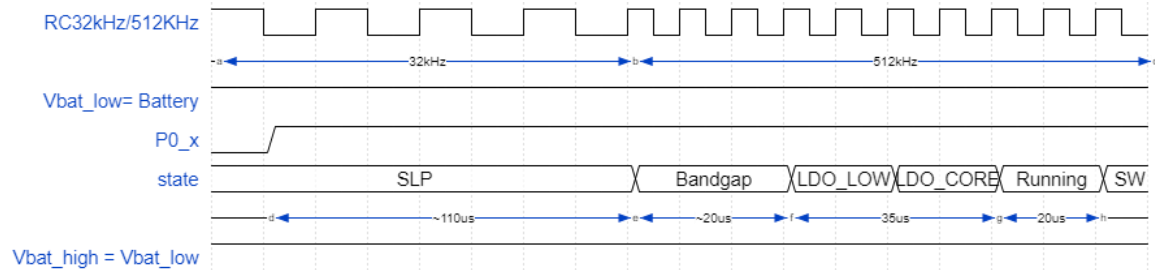 RC32kHz/512KHz
a 32kHz b 512kHz c
Vbat_low= Battery
P0_x
state SLP Bandgap LDO_LOW LDO_CORE Running SW
d ~110us e ~20us f 35us g 20us h
Vbat_high = Vbat_low